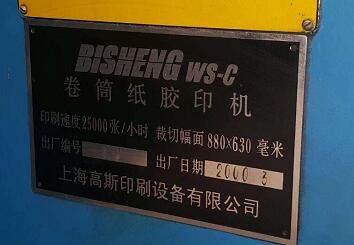 BISHENG WS-C
卷筒纸胶印机
印刷速度25000张/小时 裁切幅面880×630毫米
出厂编号 出厂日期 2000 3
上海高斯印刷设备有限公司